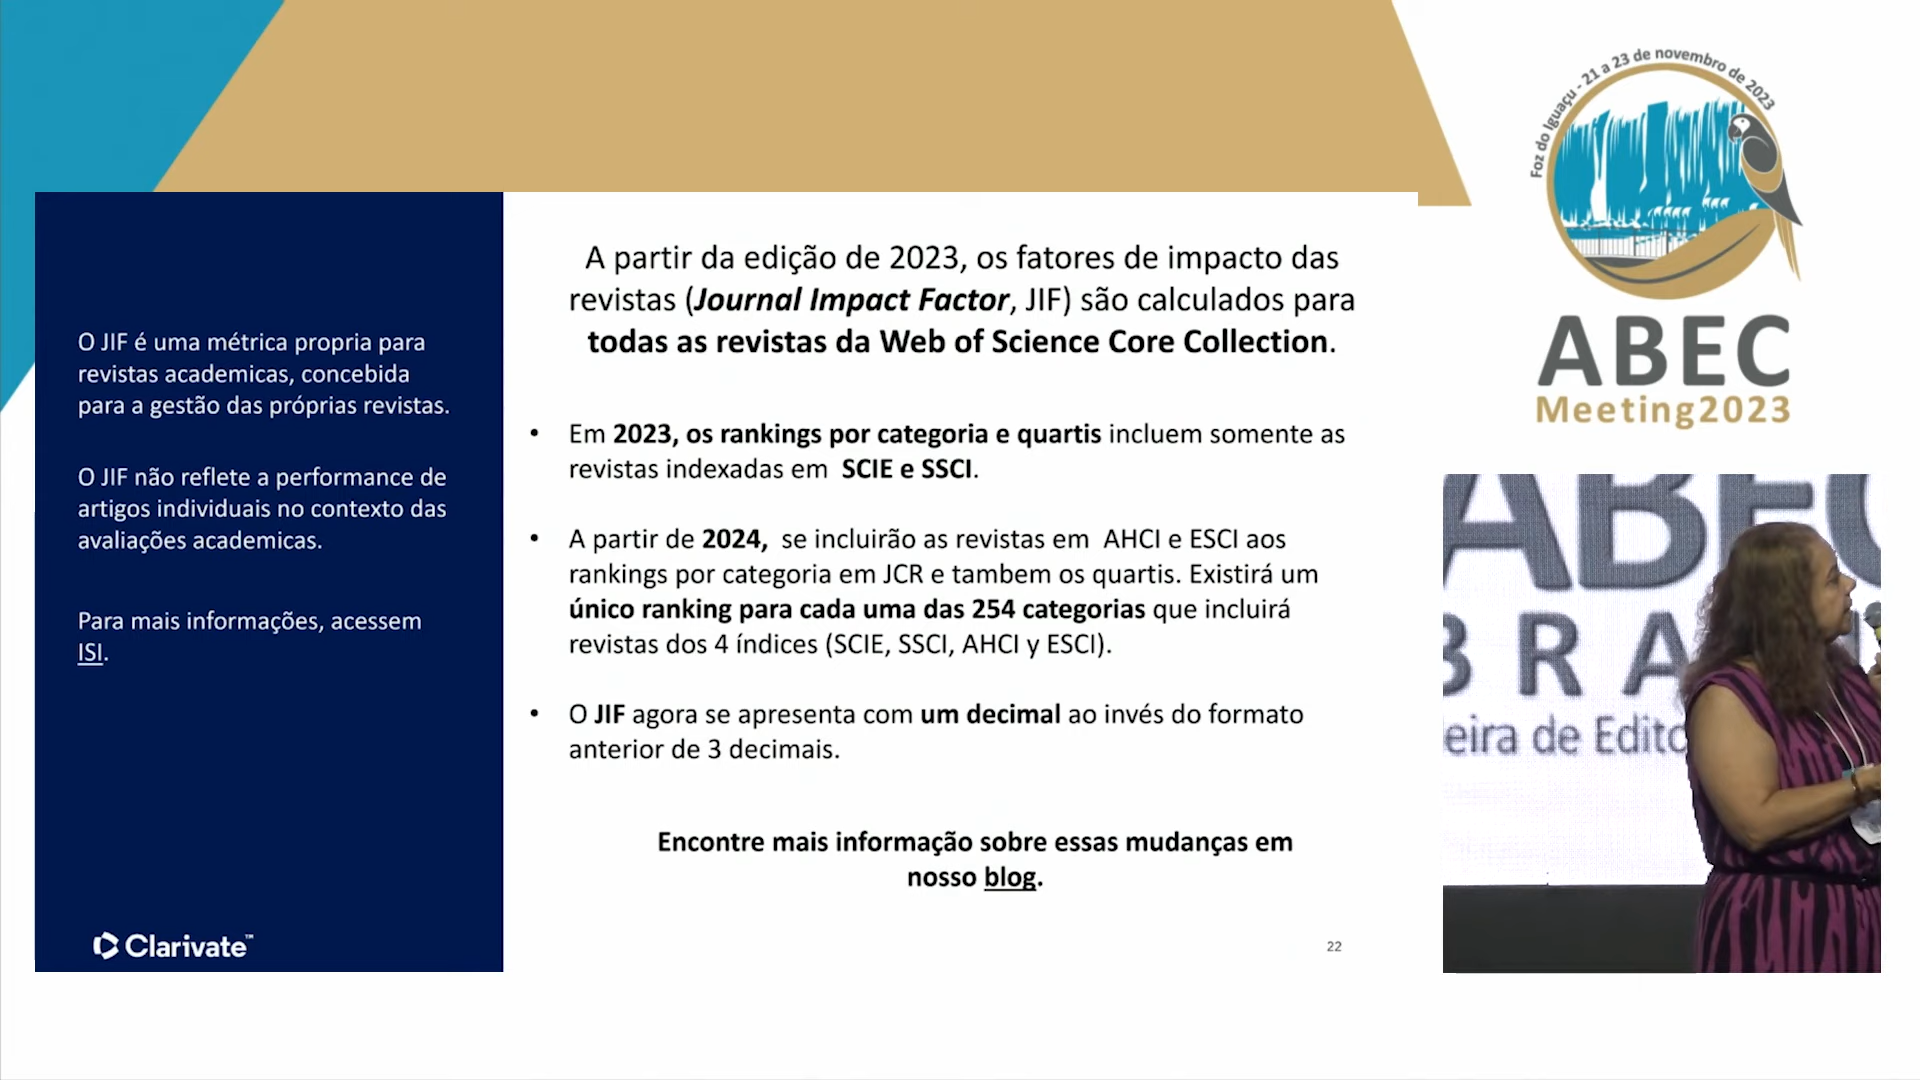 Foz do Iguaçu - 21 a 23 de novembro de 2023
ABEC
Meeting2023
O JIF é uma métrica propria para
revistas academicas, concebida
para a gestão das próprias revistas.
O JIF não reflete a performance de
artigos individuais no contexto das
avaliações academicas.
Para mais informações, acessem
ISI.
Clarivate™
A partir da edição de 2023, os fatores de impacto das
revistas (Journal Impact Factor, JIF) são calculados para
todas as revistas da Web of Science Core Collection.
• Em 2023, os rankings por categoria e quartis incluem somente as
revistas indexadas em SCIE e SSCI.
• A partir de 2024, se incluirão as revistas em AHCI e ESCI aos
rankings por categoria em JCR e tambem os quartis. Existirá um
único ranking para cada uma das 254 categorias que incluirá
revistas dos 4 índices (SCIE, SSCI, AHCI y ESCI).
• O JIF agora se apresenta com um decimal ao invés do formato
anterior de 3 decimais.
Encontre mais informação sobre essas mudanças em
nosso blog.
22
ABEC
BRA
eira de Edito